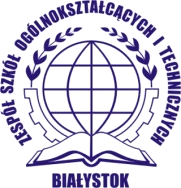 ZESPÓŁ SZKÓŁ OGÓLNOKSZTAŁCĄCYCH I TECHNICZNYCH
BIAŁYSTOK